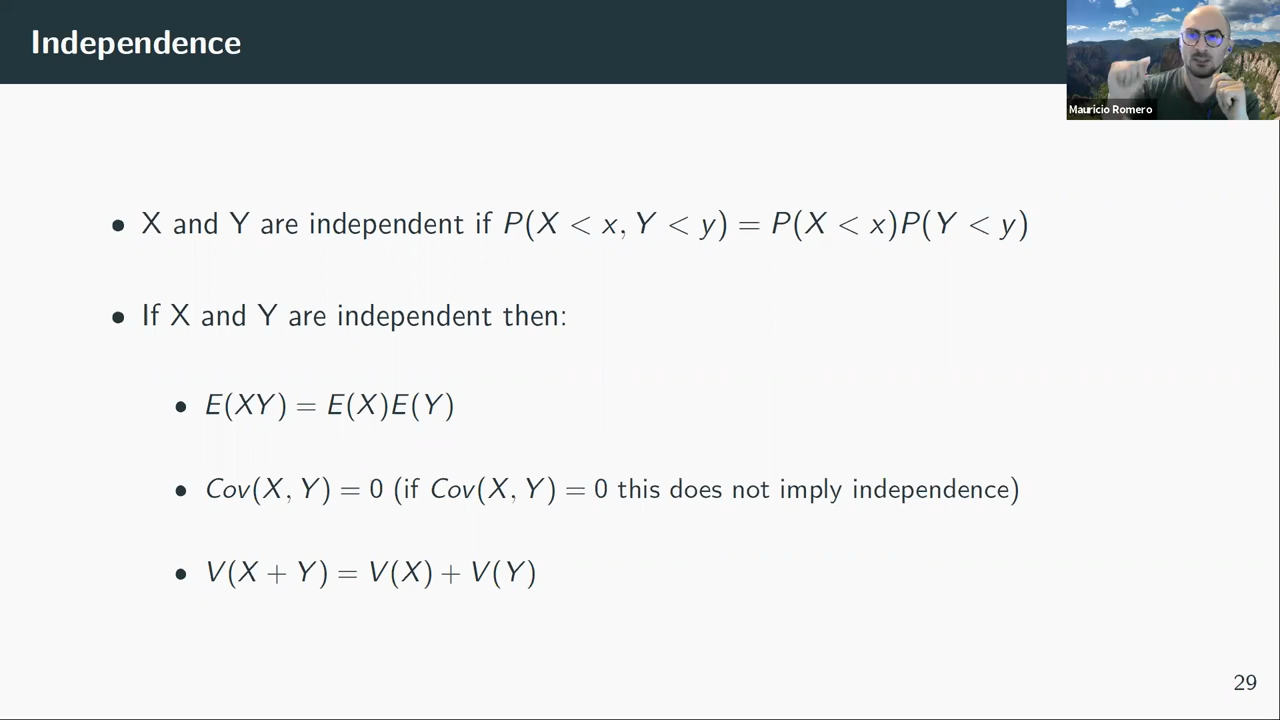 Independence
Mauricio Romero
• X and Y are independent if P(X < x, Y < y) = P(X < x)P(Y < y)
• If X and Y are independent then:
• E(XY) = E(X)E(Y)
• Cov(X, Y) = 0 (if Cov(X, Y) = 0 this does not imply independence)
• V(X + Y) = V(X) + V(Y)
29